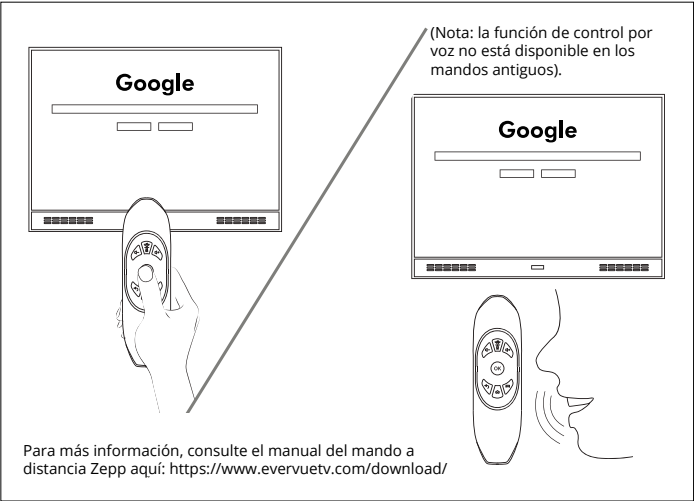 (Nota: la función de control por
voz no está disponible en los
mandos antiguos).
Google
Google
OK
Para más información, consulte el manual del mando a
distancia Zepp aquí: https://www.evervuetv.com/download/